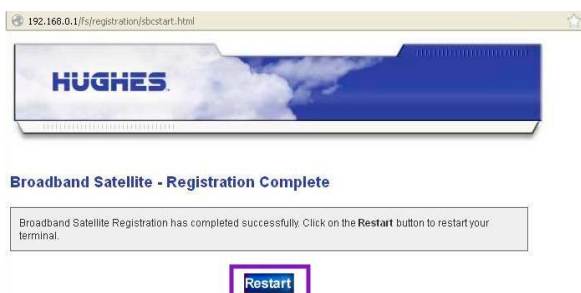 192.168.0.1/fs/registration/sbcstart.html
HUGHES.
Broadband Satellite - Registration Complete
Broadband Satellite Registration has completed successfully. Click on the Restart button to restart your
terminal.
Restart